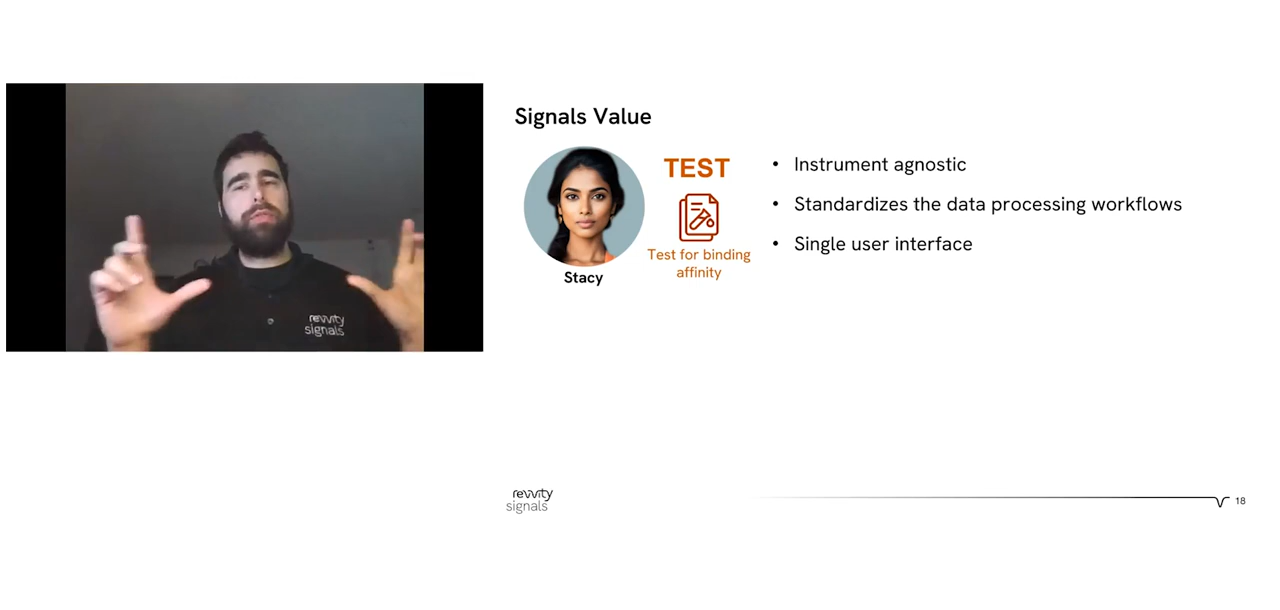 Signals Value
TEST
Test for binding
affinity
Stacy
• Instrument agnostic
• Standardizes the data processing workflows
• Single user interface
revvity
signals
revvity
signals
18